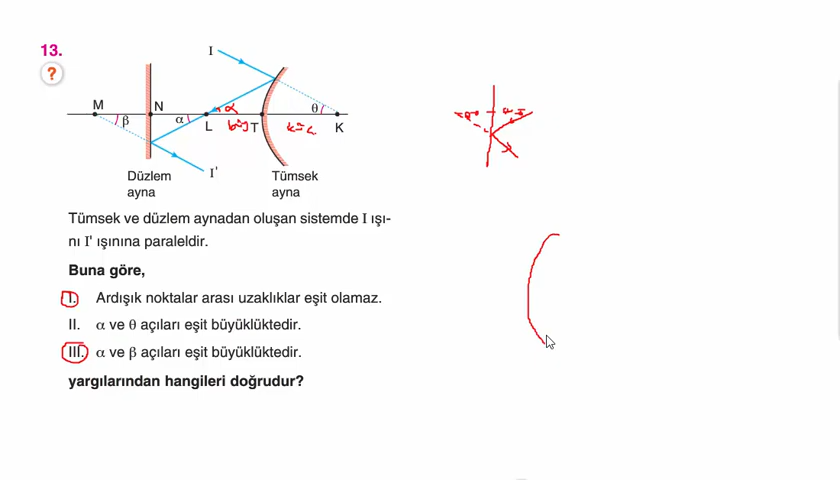 13.
?
I
M
N
α
β
L
α
büy
T
θ
K
I'
Düzlem
ayna
Tümsek
ayna
Tümsek ve düzlem aynadan oluşan sistemde I ışı-
nı I' ışınına paraleldir.
Buna göre,
I. Ardışık noktalar arası uzaklıklar eşit olamaz.
II. α ve θ açıları eşit büyüklüktedir.
III. α ve β açıları eşit büyüklüktedir.
yargılarından hangileri doğrudur?